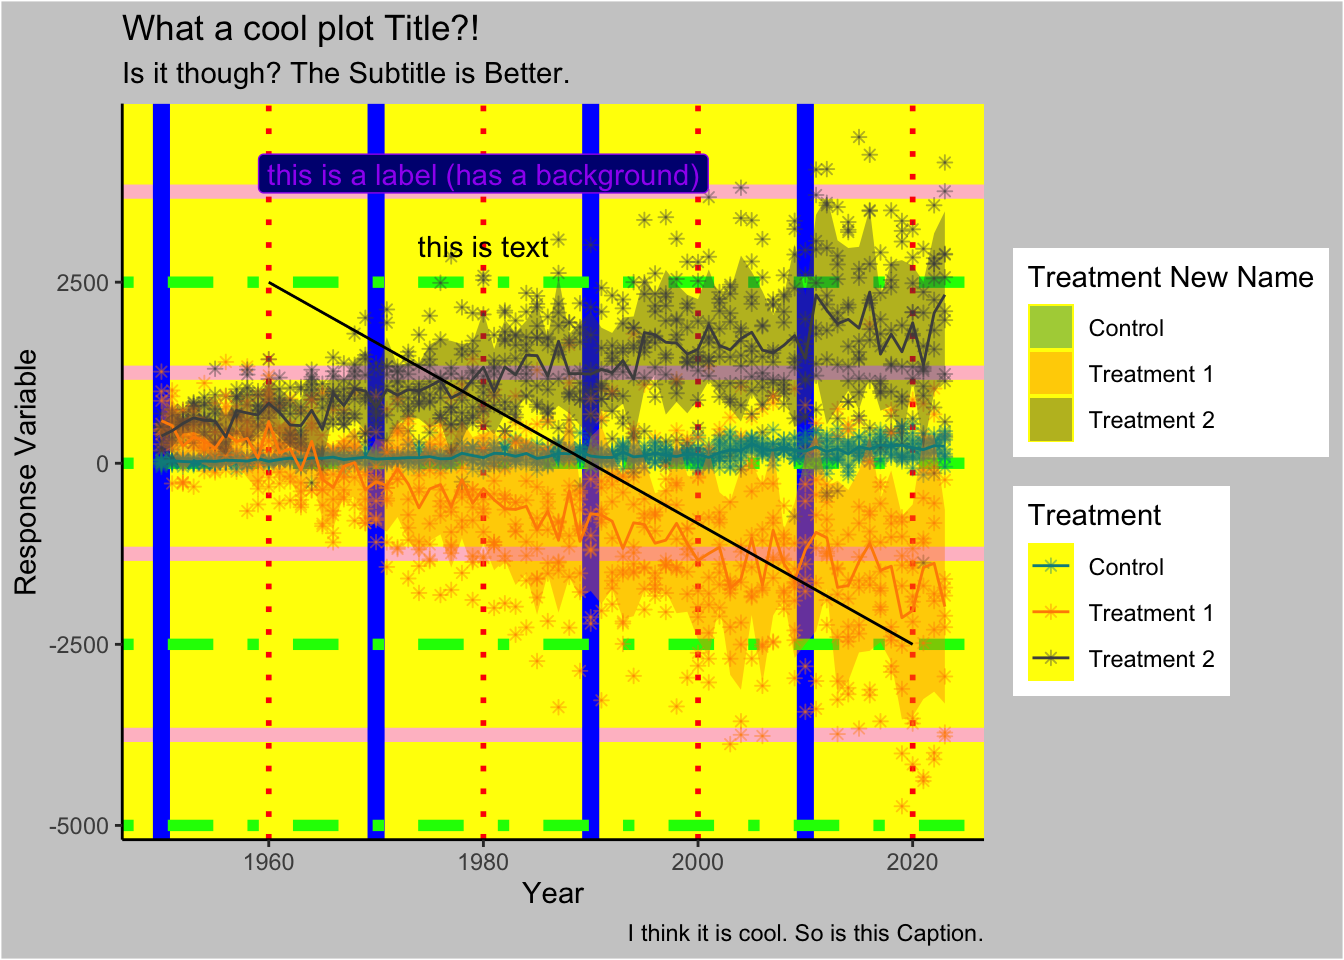 What a cool plot Title?!
Is it though? The Subtitle is Better.
this is a label (has a background)
this is text
2500
0
-2500
-5000
Response Variable
1960
1980
2000
2020
Year
I think it is cool. So is this Caption.
Treatment New Name
Control
Treatment 1
Treatment 2
Treatment
Control
Treatment 1
Treatment 2